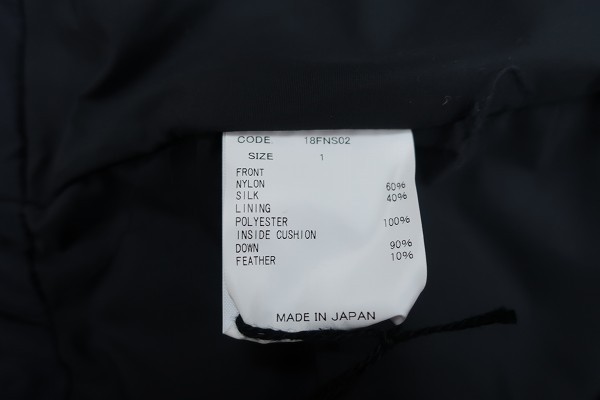 CODE 18FNS02
SIZE 1
FRONT
NYLON 60%
SILK 40%
LINING
POLYESTER 100%
INSIDE CUSHION
DOWN 90%
FEATHER 10%
MADE IN JAPAN